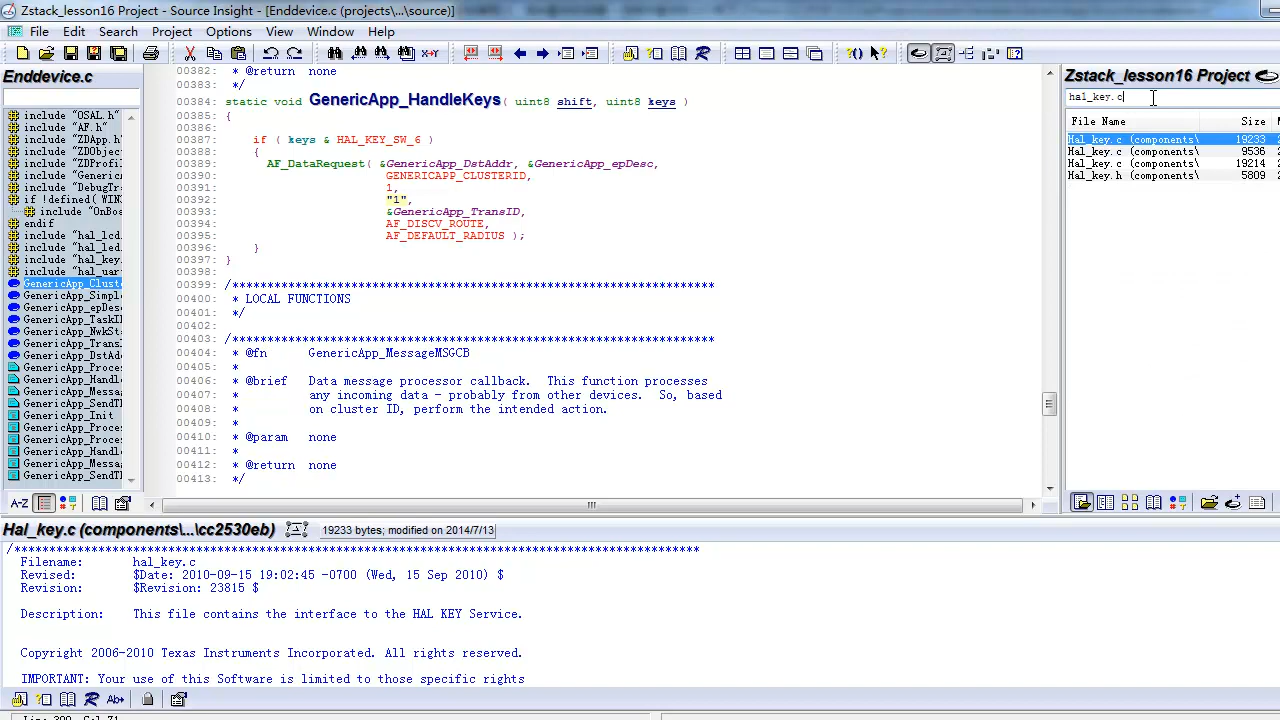 Zstack_lesson16 Project - Source Insight - [Enddevice.c (projects\...\source)]
File Edit Search Project Options View Window Help
Enddevice.c
include "OSAL.h"
include "AF.h"
include "ZDApp.h"
include "ZDObjec
include "ZDProfil
include "Generic
include "DebugTr
if !defined( WIN
include "OnBoa
endif
include "hal_lcd
include "hal_led
include "hal_key
include "hal_uar
GenericApp_Clust
GenericApp_Simpl
GenericApp_epDes
GenericApp_TaskI
GenericApp_NwkSt
GenericApp_Trans
GenericApp_DstAd
GenericApp_Proce
GenericApp_Handl
GenericApp_Messa
GenericApp_SendT
GenericApp_Init
GenericApp_Proce
GenericApp_Proce
GenericApp_Handl
GenericApp_Messa
GenericApp_SendT
A-Z
00382: * @return none
00383: */
00384: static void GenericApp_HandleKeys( uint8 shift, uint8 keys )
00385: {
00386:
00387: if ( keys & HAL_KEY_SW_6 )
00388: {
00389: AF_DataRequest( &GenericApp_DstAddr, &GenericApp_epDesc,
00390: GENERICAPP_CLUSTERID,
00391: 1,
00392: "1",
00393: &GenericApp_TransID,
00394: AF_DISCV_ROUTE,
00395: AF_DEFAULT_RADIUS );
00396: }
00397: }
00398:
00399: /*********************************************************************
00400: * LOCAL FUNCTIONS
00401: */
00402:
00403: /*********************************************************************
00404: * @fn GenericApp_MessageMSGCB
00405: *
00406: * @brief Data message processor callback. This function processes
00407: * any incoming data - probably from other devices. So, based
00408: * on cluster ID, perform the intended action.
00409: *
00410: * @param none
00411: *
00412: * @return none
00413: */
Zstack_lesson16 Project
hal_key.c
File Name Size
Hal_key.c (components\ 19233
Hal_key.c (components\ 9536
Hal_key.c (components\ 19214
Hal_key.h (components\ 5809
Hal_key.c (components\...\cc2530eb) 19233 bytes; modified on 2014/7/13
/**************************************************************************************************
Filename: hal_key.c
Revised: $Date: 2010-09-15 19:02:45 -0700 (Wed, 15 Sep 2010) $
Revision: $Revision: 23815 $
Description: This file contains the interface to the HAL KEY Service.
Copyright 2006-2010 Texas Instruments Incorporated. All rights reserved.
IMPORTANT: Your use of this Software is limited to those specific rights